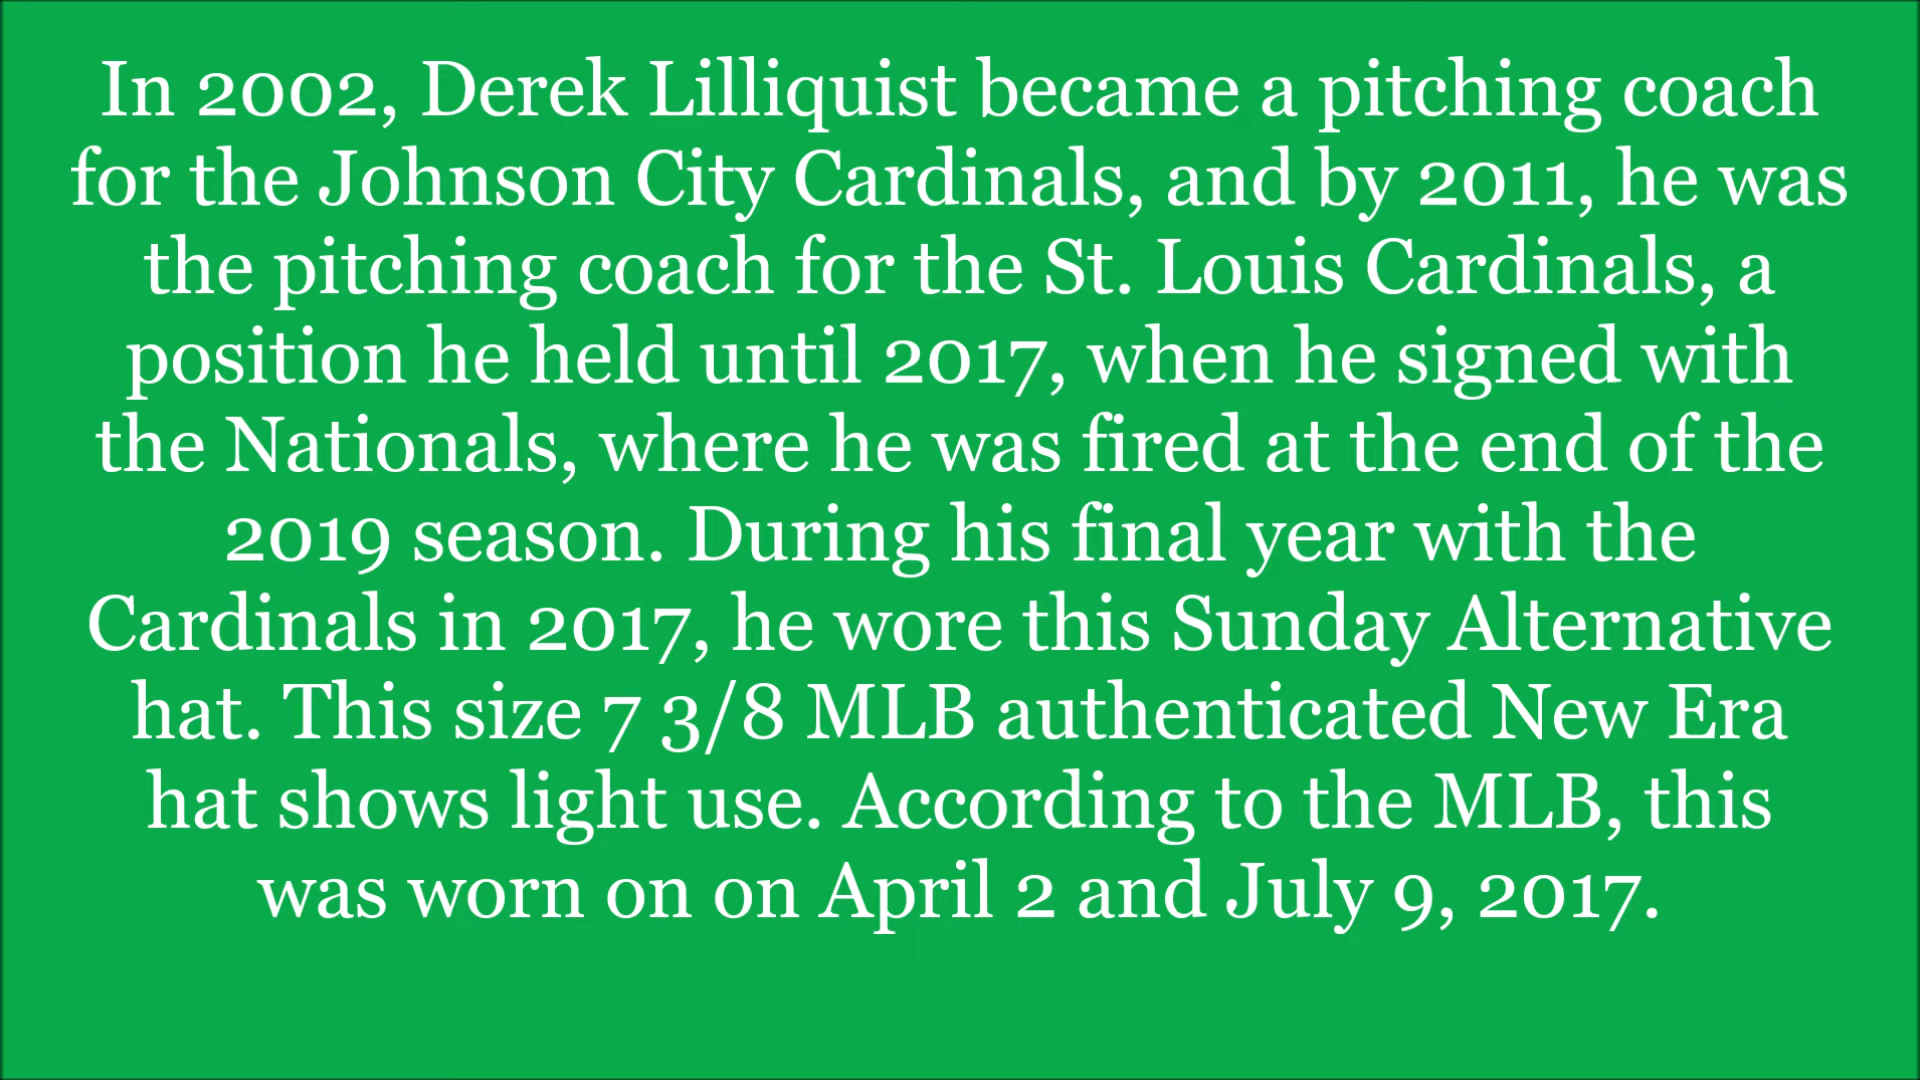 In 2002, Derek Lilliquist became a pitching coach
for the Johnson City Cardinals, and by 2011, he was
the pitching coach for the St. Louis Cardinals, a
position he held until 2017, when he signed with
the Nationals, where he was fired at the end of the
2019 season. During his final year with the
Cardinals in 2017, he wore this Sunday Alternative
hat. This size 7 3/8 MLB authenticated New Era
hat shows light use. According to the MLB, this
was worn on on April 2 and July 9, 2017.